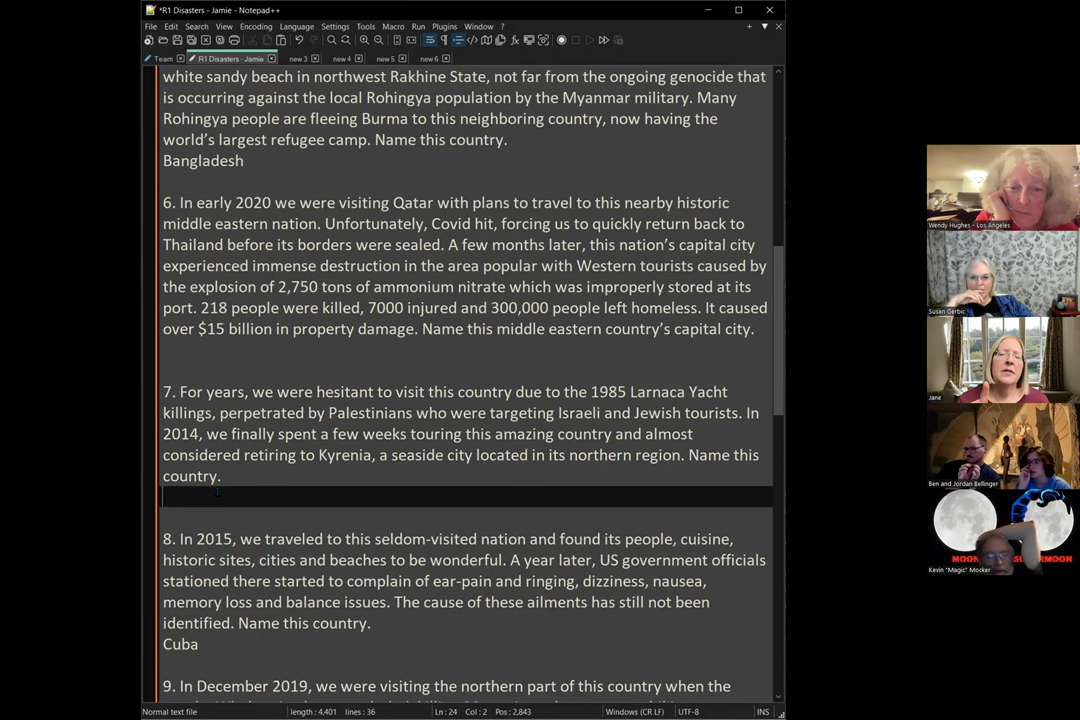 *R1 Disasters - Jamie - Notepad++
File Edit Search View Encoding Language Settings Tools Macro Run Plugins Window ?
Team R1 Disasters - Jamie new 3 new 4 new 5 new 6
white sandy beach in northwest Rakhine State, not far from the ongoing genocide that
is occurring against the local Rohingya population by the Myanmar military. Many
Rohingya people are fleeing Burma to this neighboring country, now having the
world's largest refugee camp. Name this country.
Bangladesh
6. In early 2020 we were visiting Qatar with plans to travel to this nearby historic
middle eastern nation. Unfortunately, Covid hit, forcing us to quickly return back to
Thailand before its borders were sealed. A few months later, this nation's capital city
experienced immense destruction in the area popular with Western tourists caused by
the explosion of 2,750 tons of ammonium nitrate which was improperly stored at its
port. 218 people were killed, 7000 injured and 300,000 people left homeless. It caused
over $15 billion in property damage. Name this middle eastern country's capital city.
7. For years, we were hesitant to visit this country due to the 1985 Larnaca Yacht
killings, perpetrated by Palestinians who were targeting Israeli and Jewish tourists. In
2014, we finally spent a few weeks touring this amazing country and almost
considered retiring to Kyrenia, a seaside city located in its northern region. Name this
country.
8. In 2015, we traveled to this seldom-visited nation and found its people, cuisine,
historic sites, cities and beaches to be wonderful. A year later, US government officials
stationed there started to complain of ear-pain and ringing, dizziness, nausea,
memory loss and balance issues. The cause of these ailments has still not been
identified. Name this country.
Cuba
9. In December 2019, we were visiting the northern part of this country when the
Normal text file length : 4,401 lines : 36 Ln : 24 Col : 2 Pos : 2,843 Windows (CR LF) UTF-8 INS
Wendy Hughes - Los Angeles
Susan Gerbic
Jane
Ben and Jordan Bellinger
MOON
RMOON
Kevin "Magic" Mocker